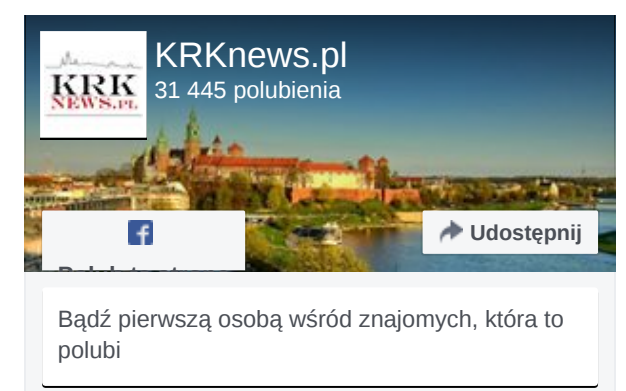 KRKnews.pl
31 445 polubienia
KRK
NEWS.PL
Udostępnij
Bądź pierwszą osobą wśród znajomych, która to
polubi